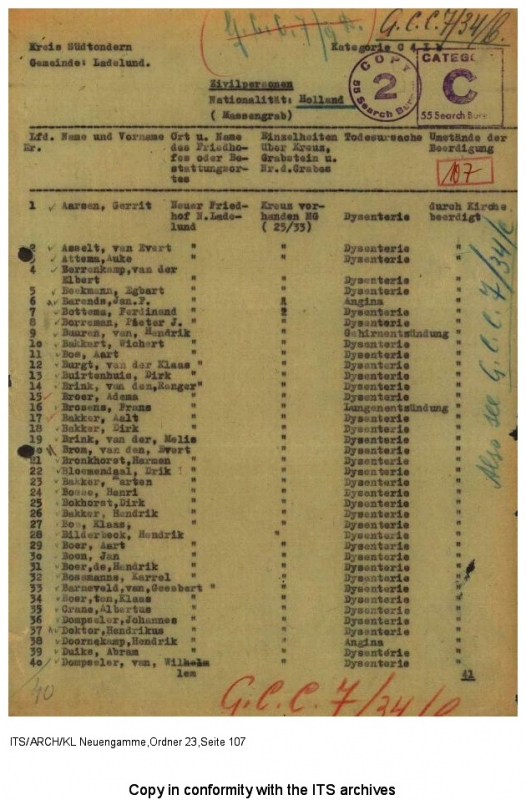 G.C.C.7/34/C.
Kreis Südtondern
Kategorie C 4
Gemeinde: Ladelund.
COPY
2
55 Search Bureau
CATEGORY
C
55 Search Bureau
Zivilpersonen
Nationalität: Holland
( Massengrab)
Lfd. Name und Vorname Ort u. Name Einzelheiten Todesursache Umstände der
Nr. des Friedho- über Kreuz, Beerdigung
fes oder Be- Grabstein u.
stattungsor- Nr.d.Grabes
tes
107
1 Aarsen, Gerrit Neuer Fried- Kreuz vor- durch Kirche
hof N.Lade- handen NG Dysenterie beerdigt
lund (25/33)
2 Asselt, van Evert " " Dysenterie "
3 Attema, Auke " " Dysenterie "
4 Berrenkamp,van der
Elbert " " Dysenterie "
5 Beekmann, Egbert " " Dysenterie "
6 Barends,Jan.P. " Angina "
7 Bottema, Ferdinand " Dysenterie "
8 Borreman, Pieter J. " " Dysenterie "
9 Buuren, van, Hendrik " " Gehirnentzündung "
10 Bakkert, Wichert " " Dysenterie "
11 Bos, Aart " " Dysenterie "
12 Burgt, van der Klaas " " Dysenterie "
13 Buirtenhuis, Dirk " " Dysenterie "
14 Brink, van den,Renger" " Dysenterie "
15 Broer, Adema " " Dysenterie "
16 Brosens, Frans " " Lungenentzündung "
17 Bakker, Aalt " " Dysenterie "
18 Bakker, Dirk " " Dysenterie "
19 Brink, van der, Melis " " Dysenterie "
20 Brom, van den, Evert " " Dysenterie "
21 Bronkhorst,Harmen " " Dysenterie "
22 Bloemendaal, Drik " " Dysenterie "
23 Bakker, Marten " " Dysenterie "
24 Bosse, Henri " " Dysenterie "
25 Bokhorst,Dirk " " Dysenterie "
26 Bakker, Hendrik " " Dysenterie "
27 Bos, Klaas, " " Dysenterie "
28 Bilderbeek, Hendrik " " Dysenterie "
29 Boer, Aart " " Dysenterie "
30 Boon, Jan " " Dysenterie "
31 Boer,de,Hendrik " " Dysenterie "
32 Bosumanns, Karrel " " Dysenterie "
33 Barneveld,van,Geesbert " " Dysenterie "
34 Boer,ten,Klaas " " Dysenterie "
35 Crans,Albertus " " Dysenterie "
36 Dompseler,Johannes " " Dysenterie "
37 Doktor,Hendrikus " " Dysenterie "
38 Doornekamp,Hendrik " " Angina "
39 Duiks, Abram " " Dysenterie "
40 Dompseler, van, Wilhelm " Dysenterie "
lem
41
Also see G.C.C.7/34/C
40
G.C.C.7/34/C
ITS/ARCH/KL Neuengamme,Ordner 23,Seite 107
Copy in conformity with the ITS archives